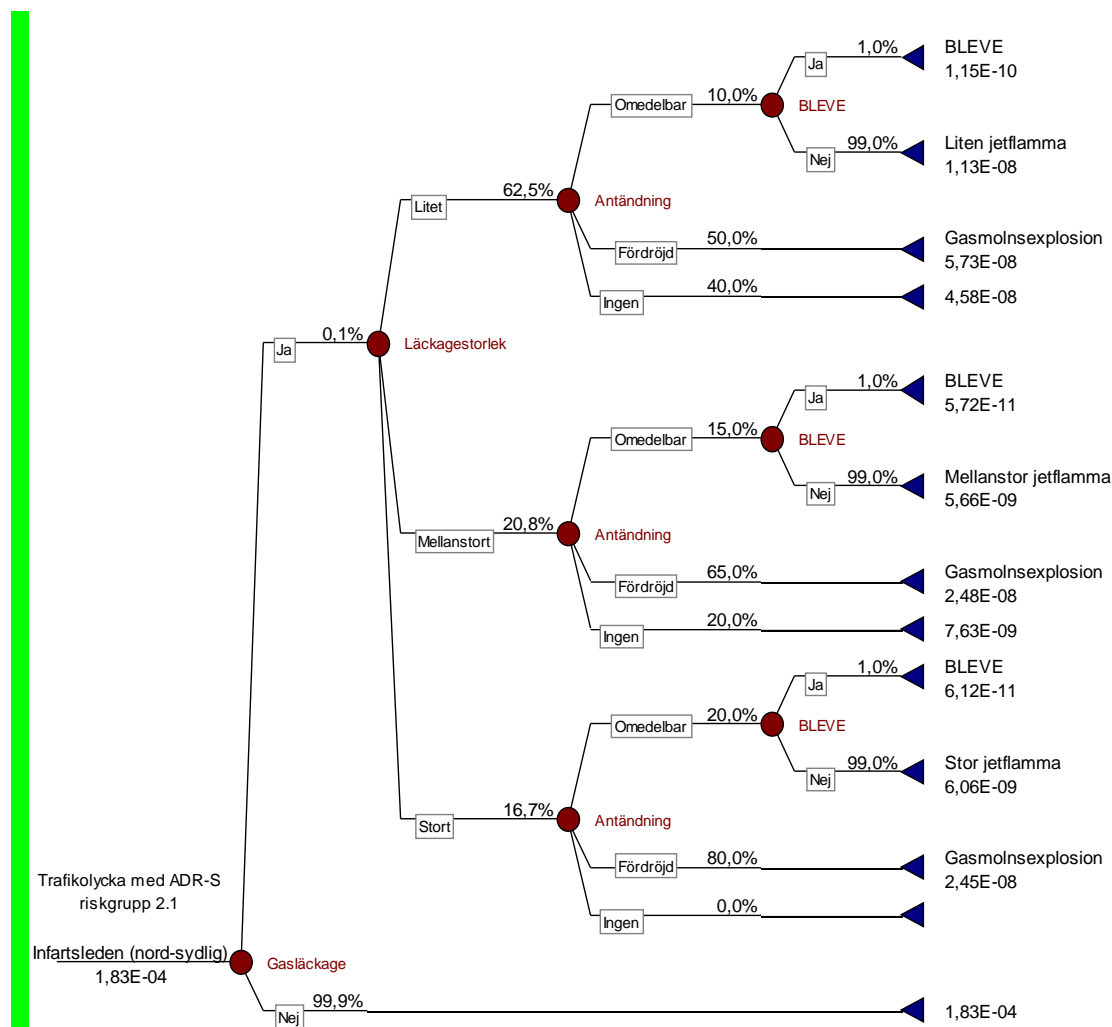 Ja
1,0%
BLEVE
1,15E-10
Omedelbar
10,0%
BLEVE
Nej
99,0%
Liten jetflamma
1,13E-08
Litet
62,5%
Antändning
Fördröjd
50,0%
Gasmolnsexplosion
5,73E-08
Ingen
40,0%
4,58E-08
Ja
0,1%
Läckagestorlek
Ja
1,0%
BLEVE
5,72E-11
Omedelbar
15,0%
BLEVE
Nej
99,0%
Mellanstor jetflamma
5,66E-09
Mellanstort
20,8%
Antändning
Fördröjd
65,0%
Gasmolnsexplosion
2,48E-08
Ingen
20,0%
7,63E-09
Ja
1,0%
BLEVE
6,12E-11
Omedelbar
20,0%
BLEVE
Nej
99,0%
Stor jetflamma
6,06E-09
Stort
16,7%
Antändning
Fördröjd
80,0%
Gasmolnsexplosion
2,45E-08
Ingen
0,0%
Trafikolycka med ADR-S
riskgrupp 2.1
Infartsleden (nord-sydlig)
1,83E-04
Gasläckage
Nej
99,9%
1,83E-04